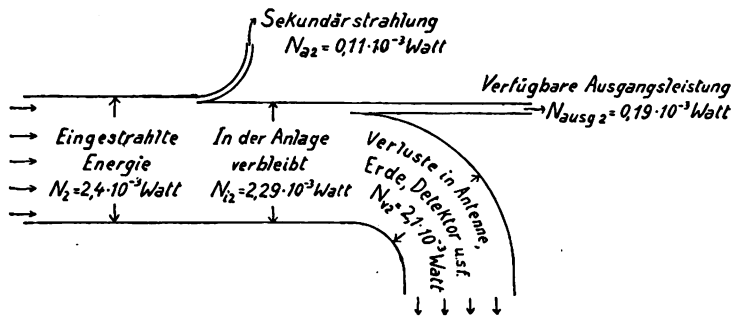 Sekundärstrahlung
Na2 = 0,11·10⁻³ Watt
Verfügbare Ausgangsleistung
Nausg 2 = 0,19·10⁻³ Watt
Eingestrahlte
Energie
N2 = 2,4·10⁻³ Watt
In der Anlage
verbleibt
Ni2 = 2,29·10⁻³ Watt
Verluste in Antenne,
Erde, Detektor u.s.f.
Nv2 = 2,1·10⁻³ Watt